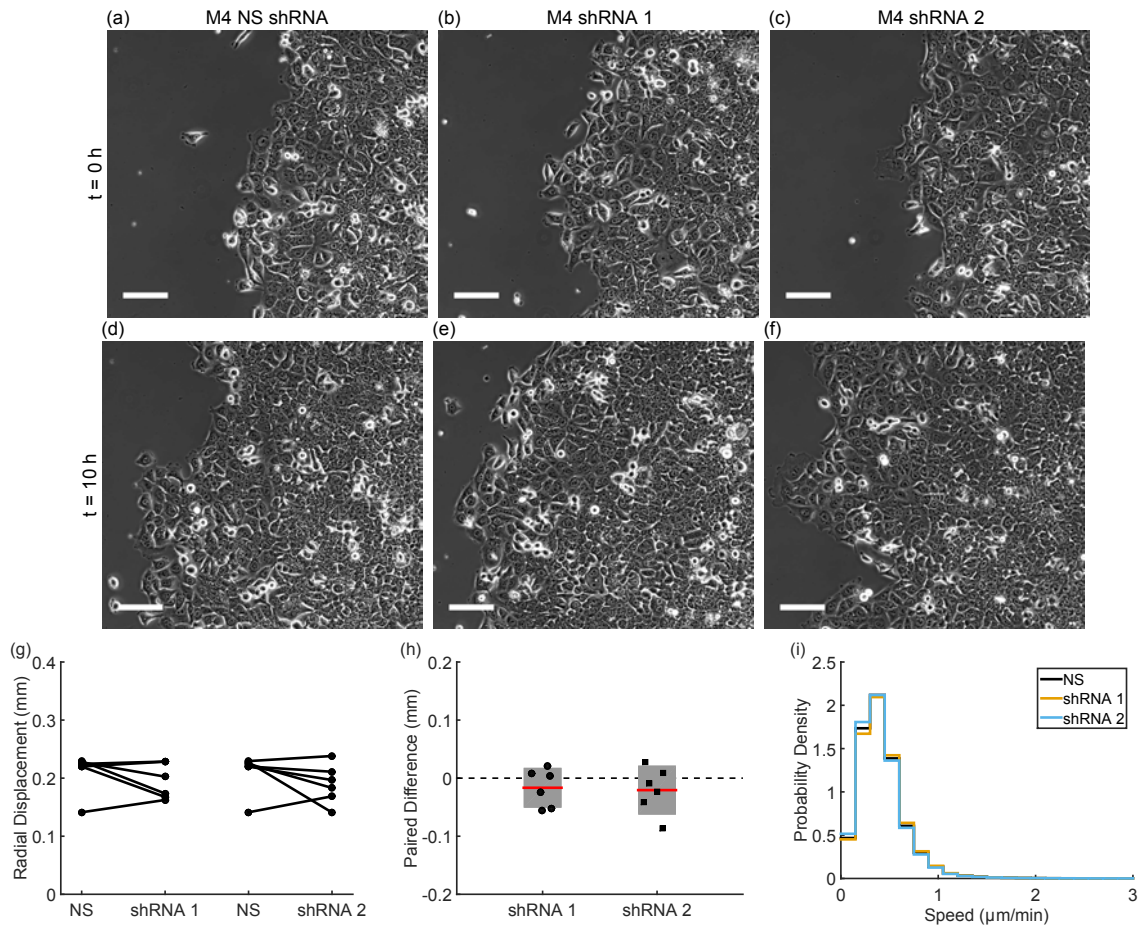 (a) M4 NS shRNA
(b) M4 shRNA 1
(c) M4 shRNA 2
t = 0 h
(d)
(e)
(f)
t = 10 h
(g)
Radial Displacement (mm)
0.4
0.3
0.2
0.1
0
NS shRNA 1 NS shRNA 2
(h)
Paired Difference (mm)
0.2
0.1
0
-0.1
-0.2
shRNA 1 shRNA 2
(i)
Probability Density
2.5
2
1.5
1
0.5
0
0 1 2 3
Speed (µm/min)
NS
shRNA 1
shRNA 2